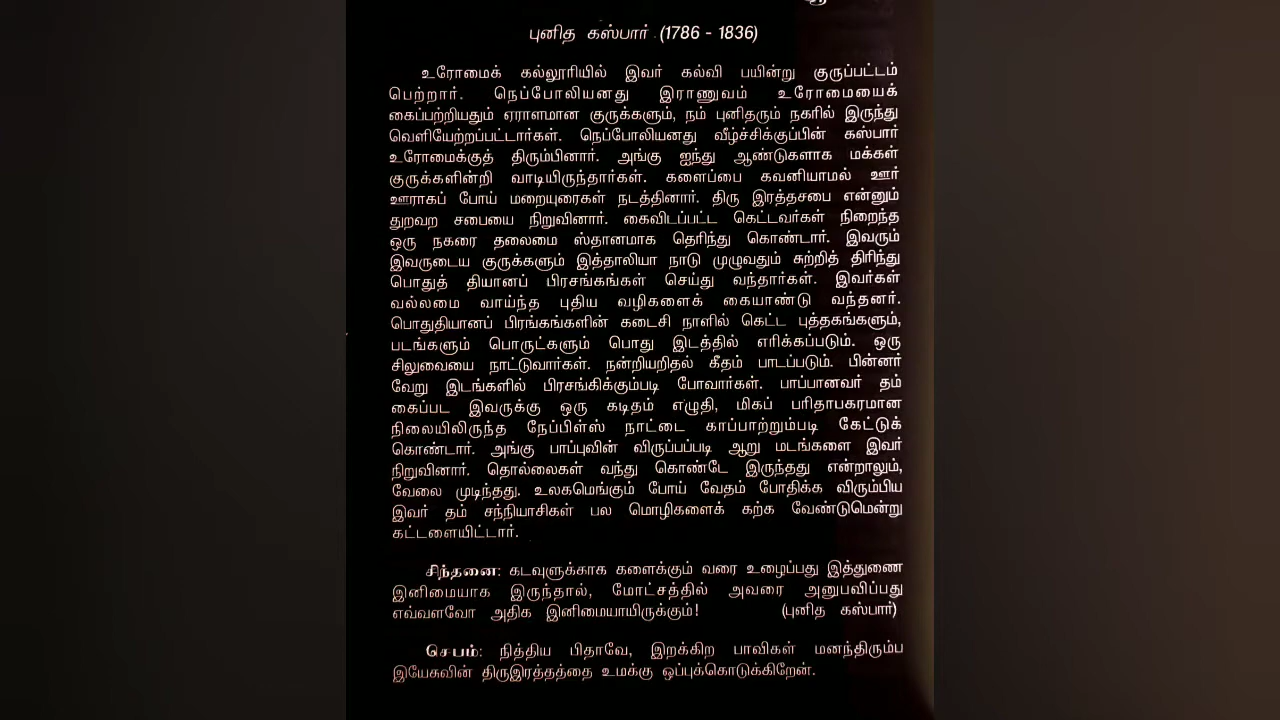 புனித கஸ்பார் (1786 - 1836)
உரோமைக் கல்லூரியில் இவர் கல்வி பயின்று குருப்பட்டம்
பெற்றார். நெப்போலியனது இராணுவம் உரோமையைக்
கைப்பற்றியதும் ஏராளமான குருக்களும், நம் புனிதரும் நகரில் இருந்து
வெளியேற்றப்பட்டார்கள். நெப்போலியனது வீழ்ச்சிக்குப்பின் கஸ்பார்
உரோமைக்குத் திரும்பினார். அங்கு ஐந்து ஆண்டுகளாக மக்கள்
குருக்களின்றி வாடியிருந்தார்கள். களைப்பை கவனியாமல் ஊர்
ஊராகப் போய் மறையுரைகள் நடத்தினார். திரு இரத்தசபை என்னும்
துறவற சபையை நிறுவினார். கைவிடப்பட்ட கெட்டவர்கள் நிறைந்த
ஒரு நகரை தலைமை ஸ்தானமாக தெரிந்து கொண்டார். இவரும்
இவருடைய குருக்களும் இத்தாலியா நாடு முழுவதும் சுற்றித் திரிந்து
பொதுத் தியானப் பிரசங்கங்கள் செய்து வந்தார்கள். இவர்கள்
வல்லமை வாய்ந்த புதிய வழிகளைக் கையாண்டு வந்தனர்.
பொதுதியானப் பிரங்கங்களின் கடைசி நாளில் கெட்ட புத்தகங்களும்,
படங்களும் பொருட்களும் பொது இடத்தில் எரிக்கப்படும். ஒரு
சிலுவையை நாட்டுவார்கள். நன்றியறிதல் கீதம் பாடப்படும். பின்னர்
வேறு இடங்களில் பிரசங்கிக்கும்படி போவார்கள். பாப்பானவர் தம்
கைப்பட இவருக்கு ஒரு கடிதம் எழுதி, மிகப் பரிதாபகரமான
நிலையிலிருந்த நேப்பிள்ஸ் நாட்டை காப்பாற்றும்படி கேட்டுக்
கொண்டார். அங்கு பாப்புவின் விருப்பப்படி ஆறு மடங்களை இவர்
நிறுவினார். தொல்லைகள் வந்து கொண்டே இருந்தது என்றாலும்,
வேலை முடிந்தது. உலகமெங்கும் போய் வேதம் போதிக்க விரும்பிய
இவர் தம் சந்நியாசிகள் பல மொழிகளைக் கற்க வேண்டுமென்று
கட்டளையிட்டார்.
சிந்தனை: கடவுளுக்காக களைக்கும் வரை உழைப்பது இத்துணை
இனிமையாக இருந்தால், மோட்சத்தில் அவரை அனுபவிப்பது
எவ்வளவோ அதிக இனிமையாயிருக்கும்! (புனித கஸ்பார்)
செபம்: நித்திய பிதாவே, இறக்கிற பாவிகள் மனந்திரும்ப
இயேசுவின் திருஇரத்தத்தை உமக்கு ஒப்புக்கொடுக்கிறேன்.